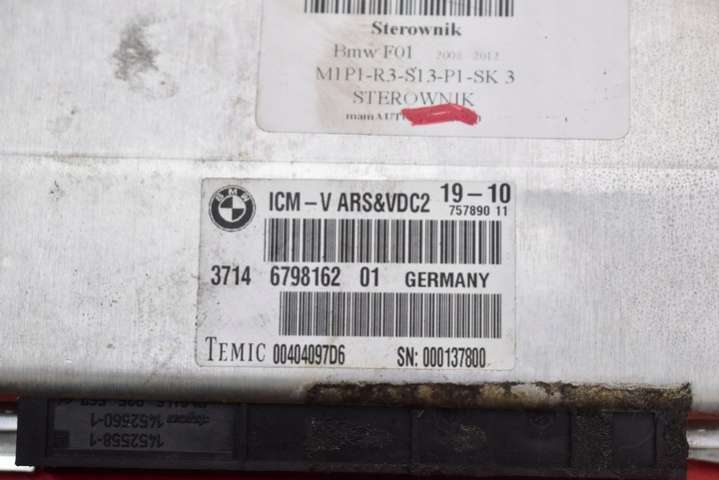 Sterownik
Bmw F01 2008-2012
M1P1-R3-S13-P1-SK 3
STEROWNIK
BMW
ICM-V ARS&VDC2 19-10
757890 11
3714 6798162 01 GERMANY
TEMIC 00404097D6 SN: 000137800
1452560-1
1452558-1